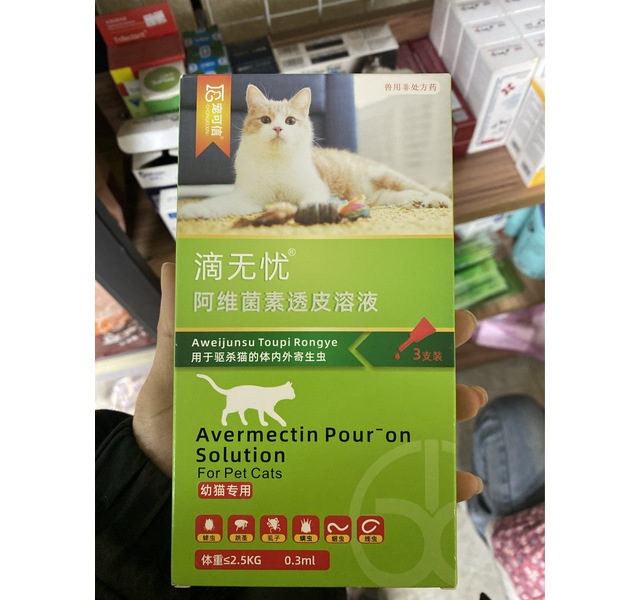 Trifectant
宠可信
CHONGKEXIN
兽用非处方药
滴无忧®
阿维菌素透皮溶液
Aweijunsu Toupi Rongye
用于驱杀猫的体内外寄生虫
3支装
Avermectin Pour-on
Solution
For Pet Cats
幼猫专用
蜱虫 跳蚤 虱子 螨虫 蛔虫 线虫
体重≤2.5KG 0.3ml